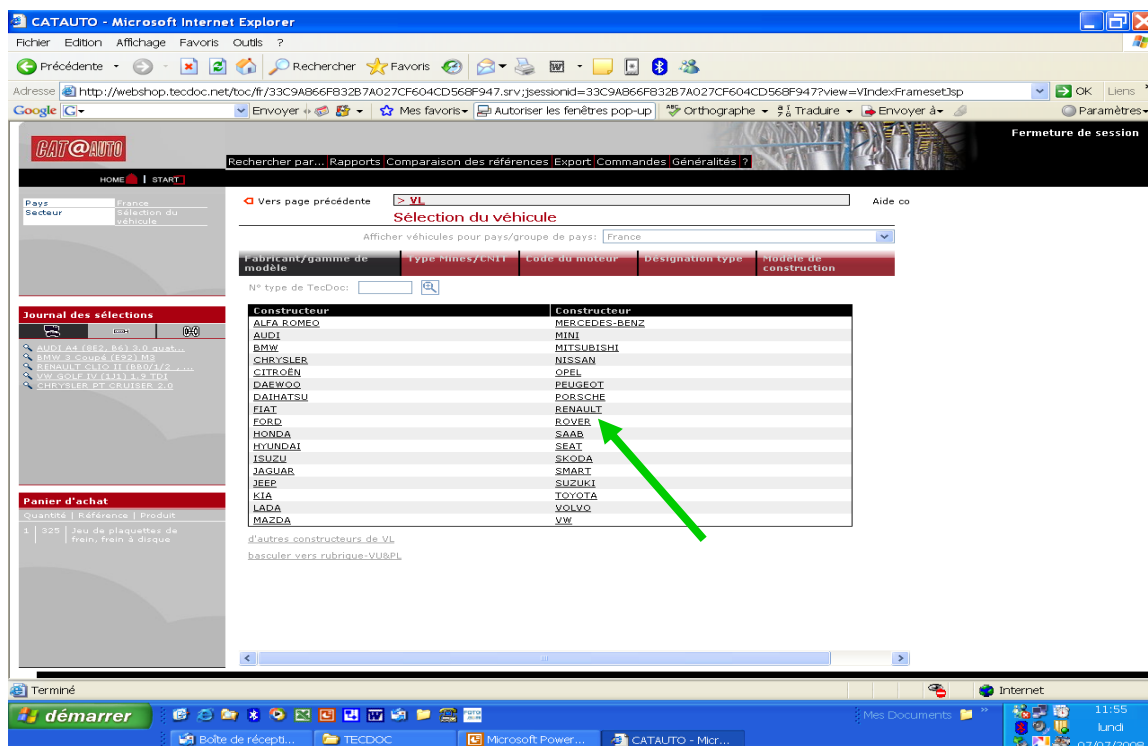 CATAUTO - Microsoft Internet Explorer
Fichier Edition Affichage Favoris Outils ?
Précédente Rechercher Favoris
Adresse http://webshop.tecdoc.net/toc/fr/33C9A866F832B7A027CF604CD568F947.srv;jsessionid=33C9A866F832B7A027CF604CD568F947?view=VIndexFramesetJsp OK Liens
Google G Envoyer Mes favoris Autoriser les fenêtres pop-up Orthographe Traduire Envoyer à Paramètres
CAT@AUTO
Fermeture de session
Rechercher par... Rapports Comparaison des références Export Commandes Généralités ?
HOME | START
Pays France
Secteur Sélection du véhicule
Vers page précédente > VL Aide co
Sélection du véhicule
Afficher véhicules pour pays/groupe de pays: France
Fabricant/gamme de modèle Type Mines/CNIT Code du moteur Désignation type Modèle de construction
N° type de TecDoc:
Journal des sélections
AUDI A4 (8E2, B6) 3.0 quat...
BMW 3 Coupé (E92) M3
RENAULT CLIO II (BB0/1/2_, ...
VW GOLF IV (1J1) 1.9 TDI
CHRYSLER PT CRUISER 2.0
Constructeur Constructeur
ALFA ROMEO MERCEDES-BENZ
AUDI MINI
BMW MITSUBISHI
CHRYSLER NISSAN
CITROËN OPEL
DAEWOO PEUGEOT
DAIHATSU PORSCHE
FIAT RENAULT
FORD ROVER
HONDA SAAB
HYUNDAI SEAT
ISUZU SKODA
JAGUAR SMART
JEEP SUZUKI
KIA TOYOTA
LADA VOLVO
MAZDA VW
d'autres constructeurs de VL
basculer vers rubrique-VU&PL
Panier d'achat
Quantité | Référence | Produit
1 | 325 | Jeu de plaquettes de
frein, frein à disque
Terminé Internet
démarrer Mes Documents » 11:55
lundi
Boîte de récepti... TECDOC Microsoft Power... CATAUTO - Micr... 07/07/2008